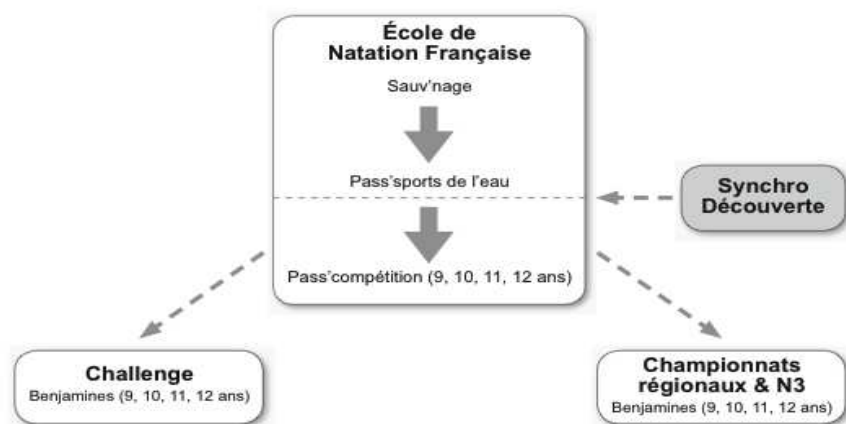 École de
Natation Française
Sauv'nage
Pass'sports de l'eau
Synchro
Découverte
Pass'compétition (9, 10, 11, 12 ans)
Challenge
Benjamines (9, 10, 11, 12 ans)
Championnats
régionaux & N3
Benjamines (9, 10, 11, 12 ans)